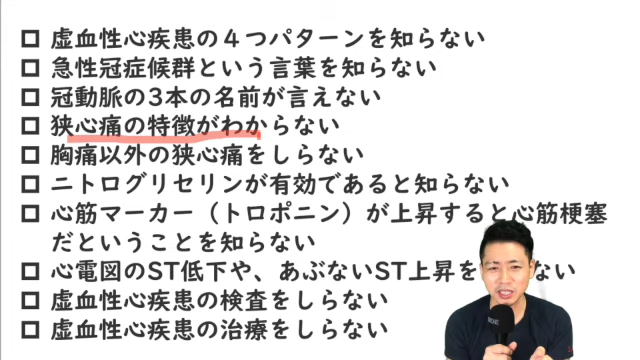 □ 虚血性心疾患の4つパターンを知らない
□ 急性冠症候群という言葉を知らない
□ 冠動脈の3本の名前が言えない
□ 狭心痛の特徴がわからない
□ 胸痛以外の狭心痛をしらない
□ ニトログリセリンが有効であると知らない
□ 心筋マーカー（トロポニン）が上昇すると心筋梗塞
だということを知らない
□ 心電図のST低下や、あぶないST上昇を ない
□ 虚血性心疾患の検査をしらない
□ 虚血性心疾患の治療をしらない